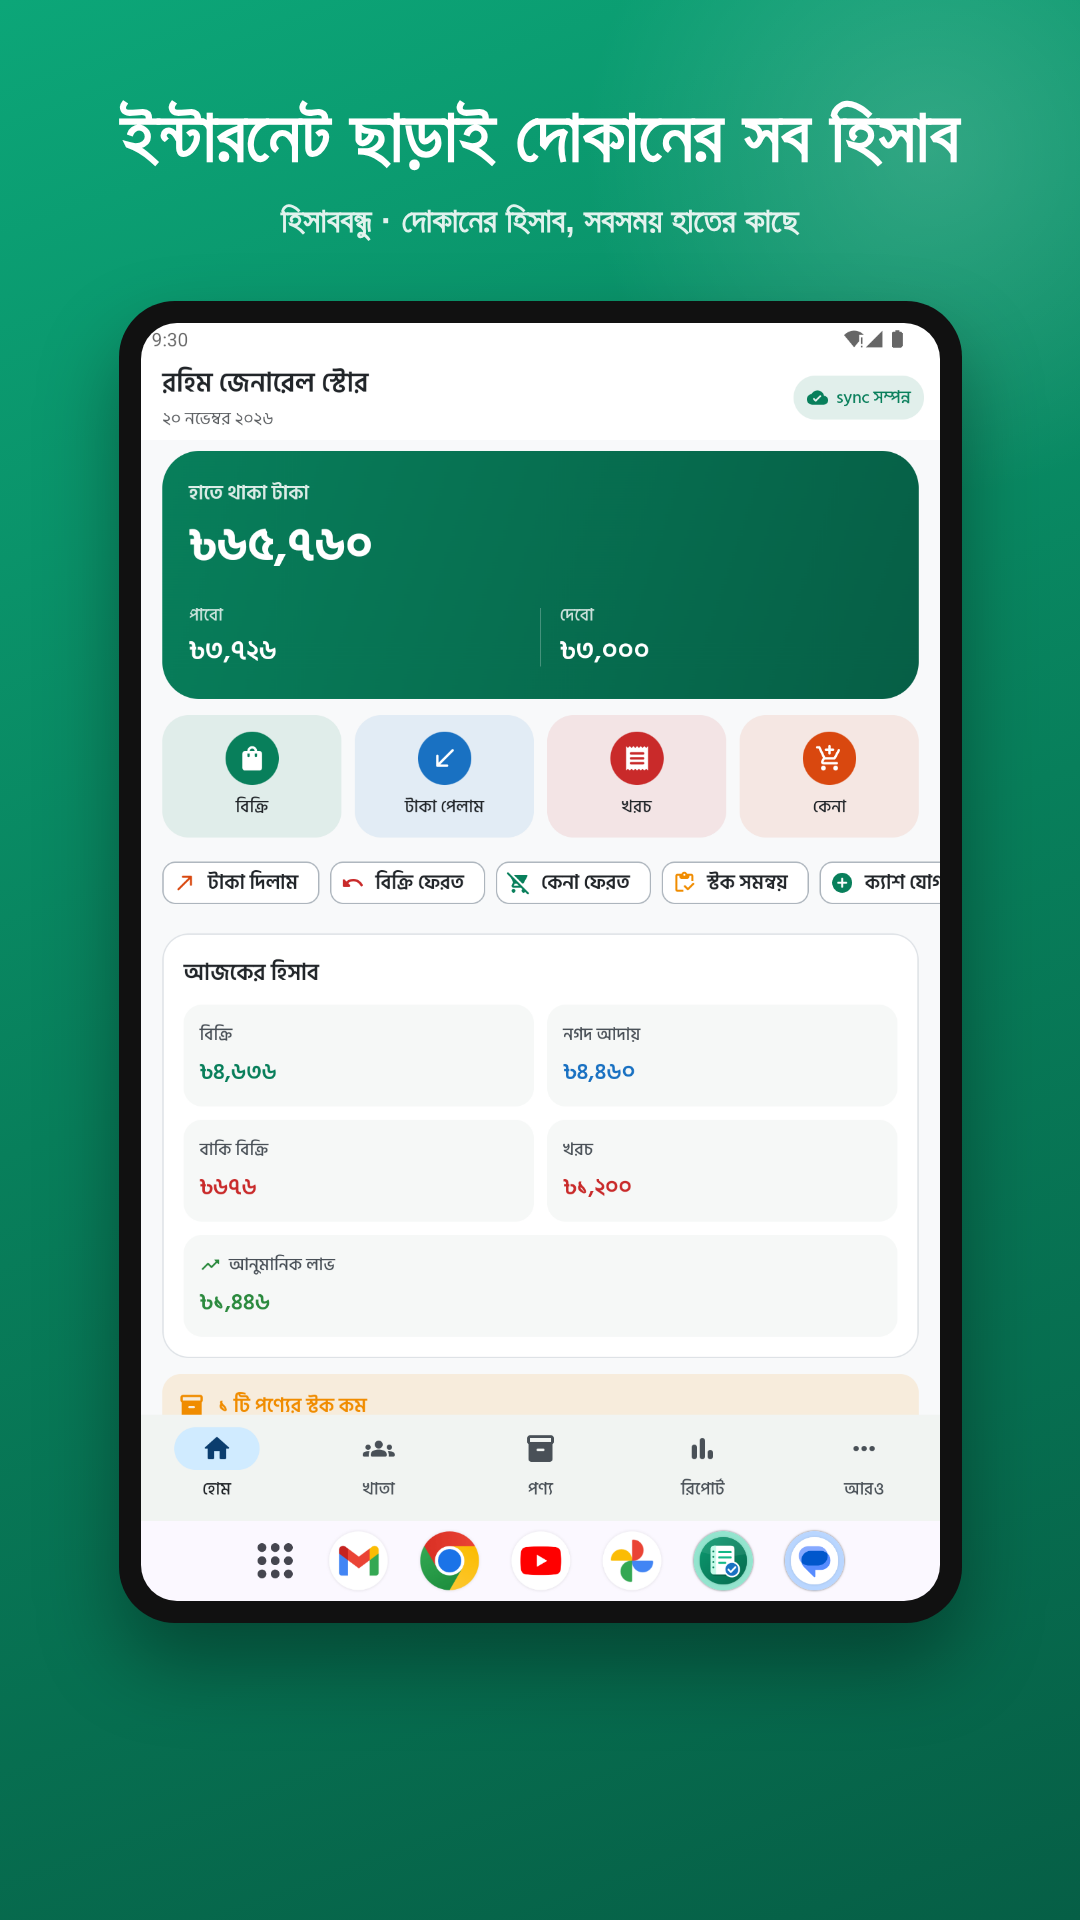 ইন্টারনেট ছাড়াই দোকানের সব হিসাব
হিসাববন্ধু · দোকানের হিসাব, সবসময় হাতের কাছে
9:30
রহিম জেনারেল স্টোর
২০ নভেম্বর ২০২৬
sync সম্পন্ন
হাতে থাকা টাকা
৳৬৫,৭৬০
পাবো
দেবো
৳৩,৭২৬
৳৩,০০০
বিক্রি
টাকা পেলাম
খরচ
কেনা
টাকা দিলাম
বিক্রি ফেরত
কেনা ফেরত
স্টক সমন্বয়
ক্যাশ যোগ
আজকের হিসাব
বিক্রি
নগদ আদায়
৳৪,৬৩৬
৳৪,৪৬০
বাকি বিক্রি
খরচ
৳৬৭৬
৳১,২০০
আনুমানিক লাভ
৳১,৪৪৬
১ টি পণ্যের স্টক কম
হোম
খাতা
পণ্য
রিপোর্ট
আরও